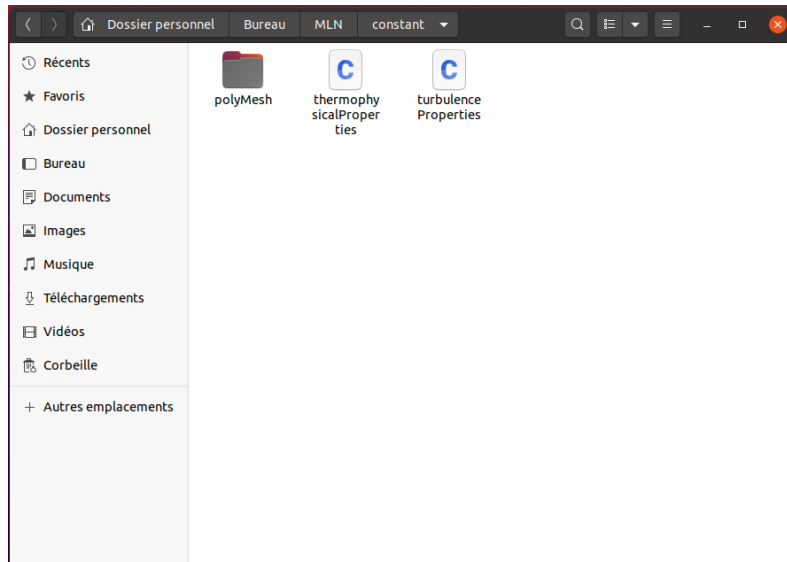 Dossier personnel Bureau MLN constant
Récents
Favoris
Dossier personnel
Bureau
Documents
Images
Musique
Téléchargements
Vidéos
Corbeille
+ Autres emplacements
polyMesh
C
thermophy
sicalProper
ties
C
turbulence
Properties